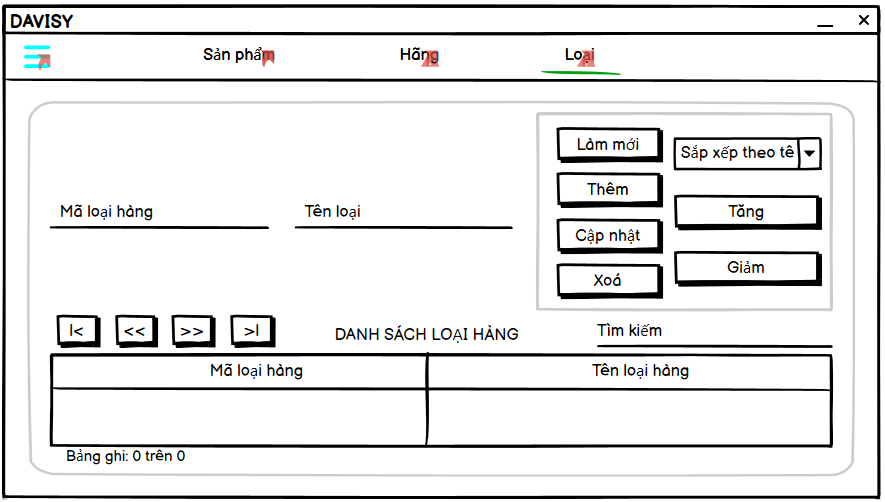 DAVISY
Sản phẩm Hãng Loại
Làm mới
Sắp xếp theo tê
Thêm
Mã loại hàng Tên loại
Tăng
Cập nhật
Giảm
Xoá
|< << >> >|
DANH SÁCH LOẠI HÀNG
Tìm kiếm
Mã loại hàng Tên loại hàng
Bảng ghi: 0 trên 0